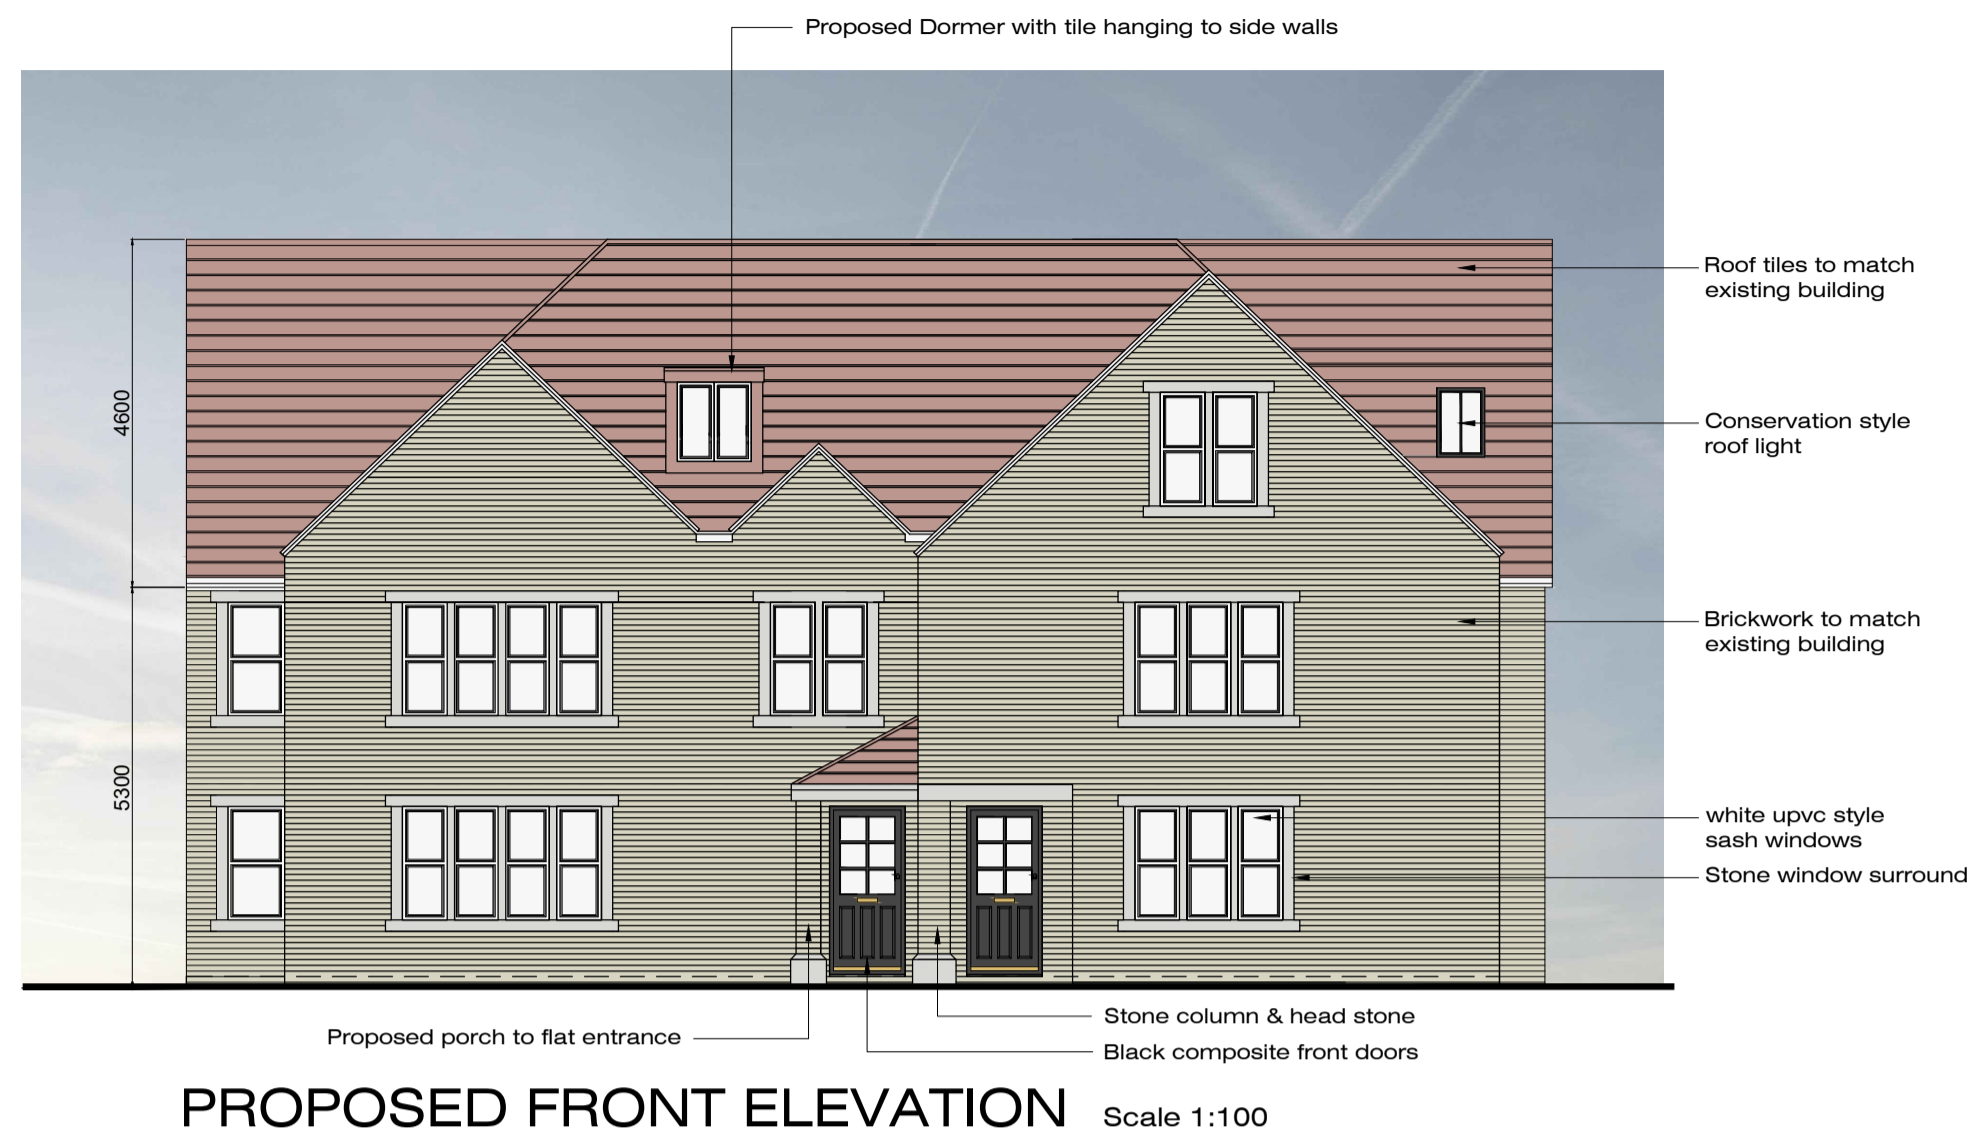 Proposed Dormer with tile hanging to side walls
Roof tiles to match
existing building
4600
Conservation style
roof light
Brickwork to match
existing building
5300
white upvc style
sash windows
Stone window surround
Stone column & head stone
Proposed porch to flat entrance
Black composite front doors
PROPOSED FRONT ELEVATION Scale 1:100